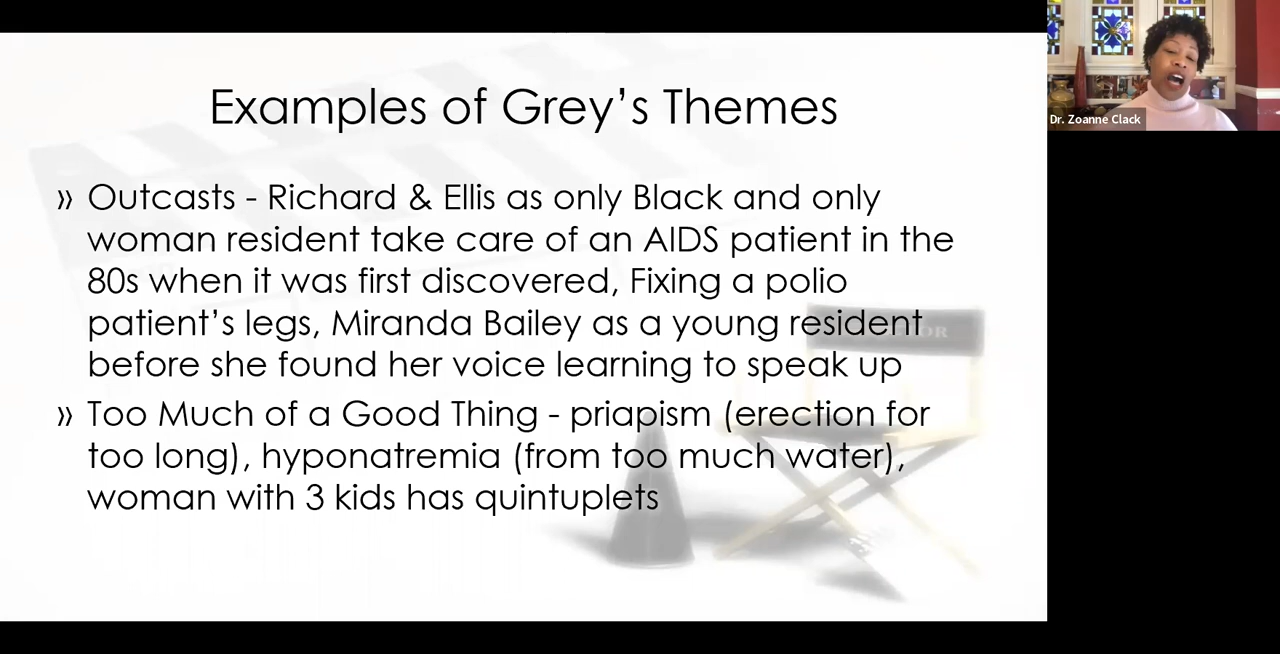 Examples of Grey’s Themes
» Outcasts - Richard & Ellis as only Black and only
woman resident take care of an AIDS patient in the
80s when it was first discovered, Fixing a polio
patient’s legs, Miranda Bailey as a young resident
before she found her voice learning to speak up
» Too Much of a Good Thing - priapism (erection for
too long), hyponatremia (from too much water),
woman with 3 kids has quintuplets
Dr. Zoanne Clack